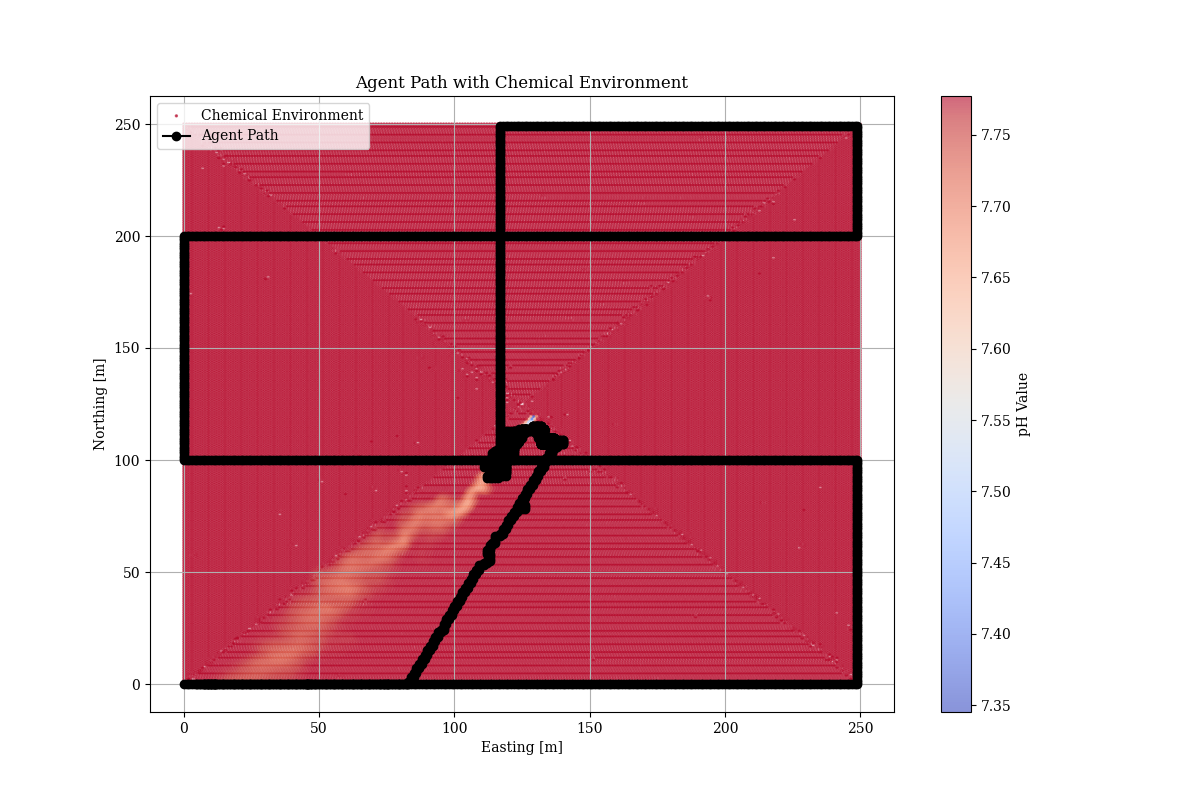 Agent Path with Chemical Environment
Chemical Environment
Agent Path
250
200
150
100
50
0
Northing [m]
0 50 100 150 200 250
Easting [m]
7.75
7.70
7.65
7.60
7.55
7.50
7.45
7.40
7.35
pH Value